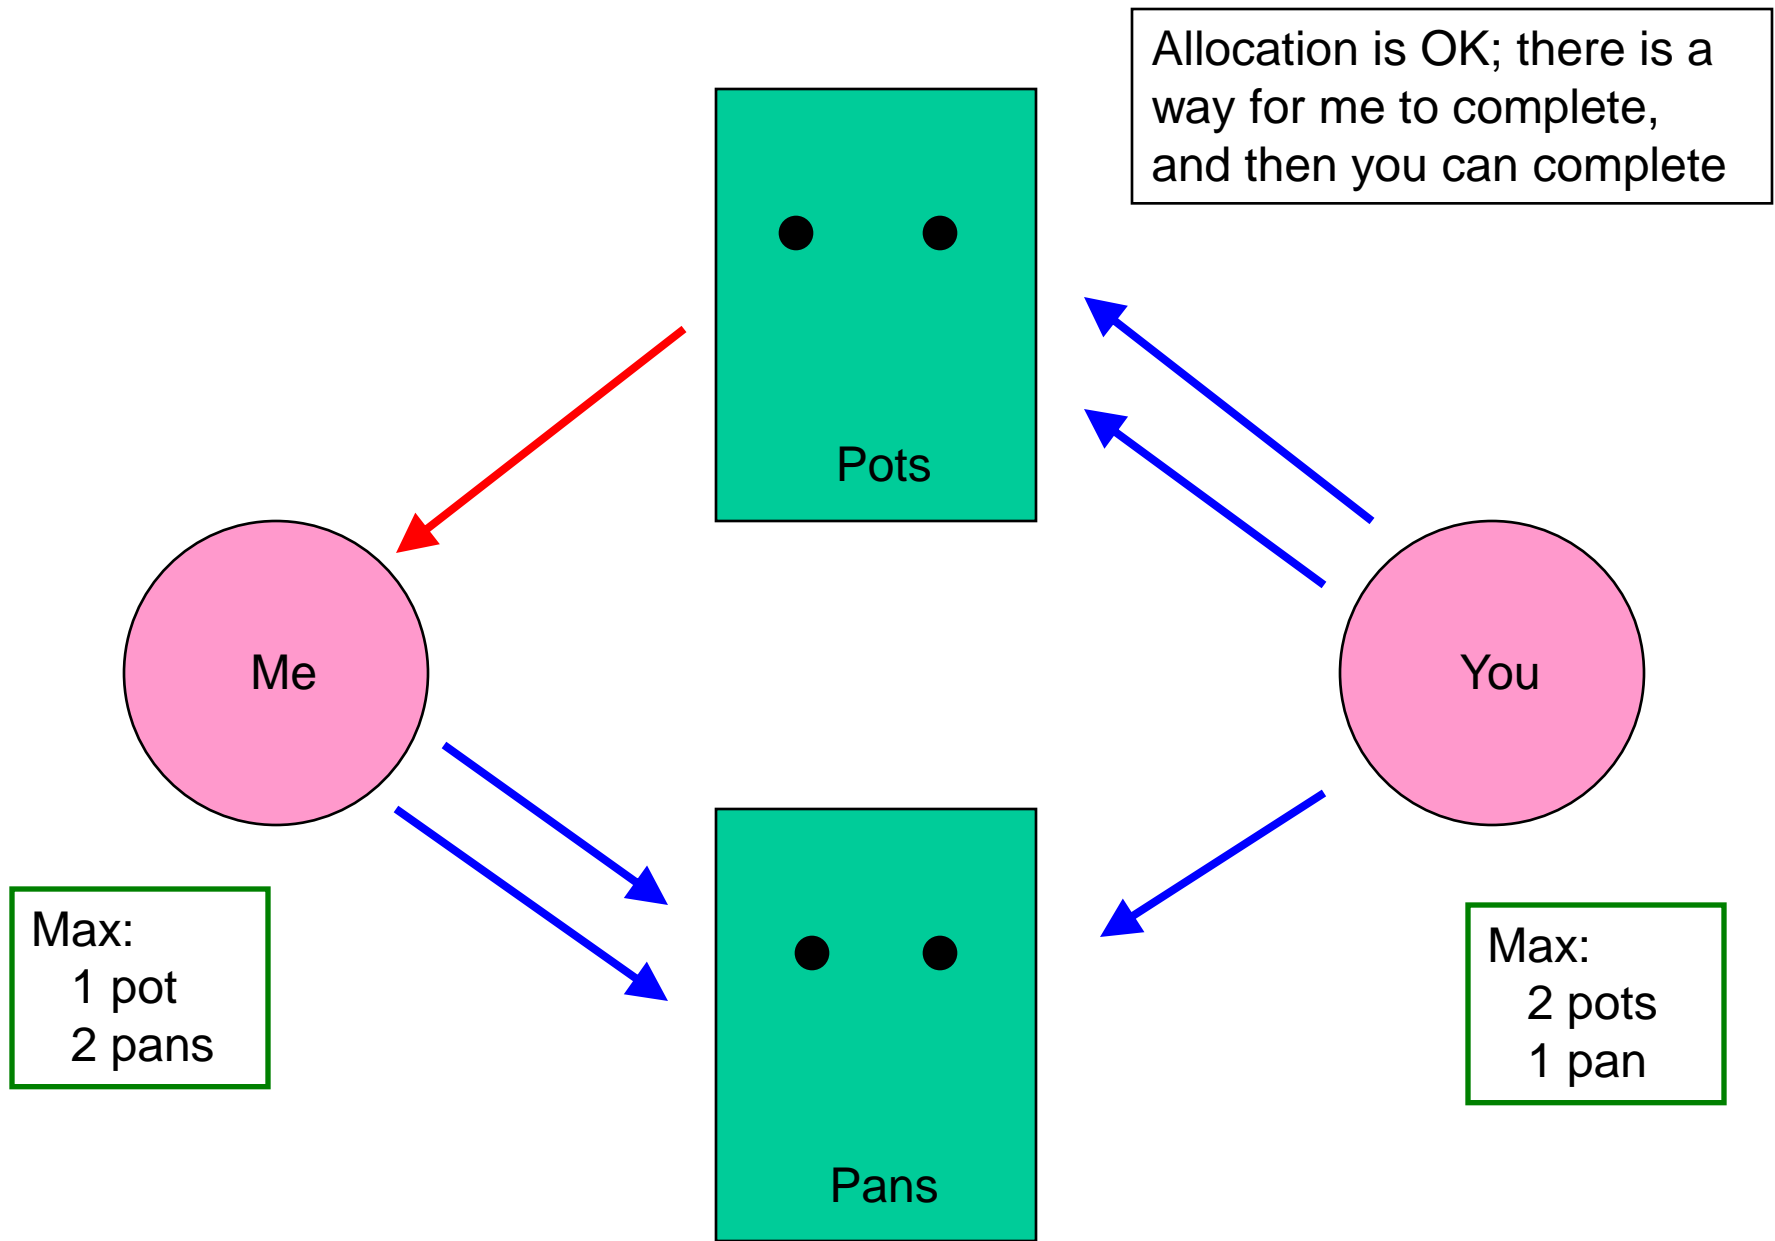 Allocation is OK; there is a
way for me to complete,
and then you can complete
Pots
Me
You
Max:
1 pot
2 pans
Max:
2 pots
1 pan
Pans